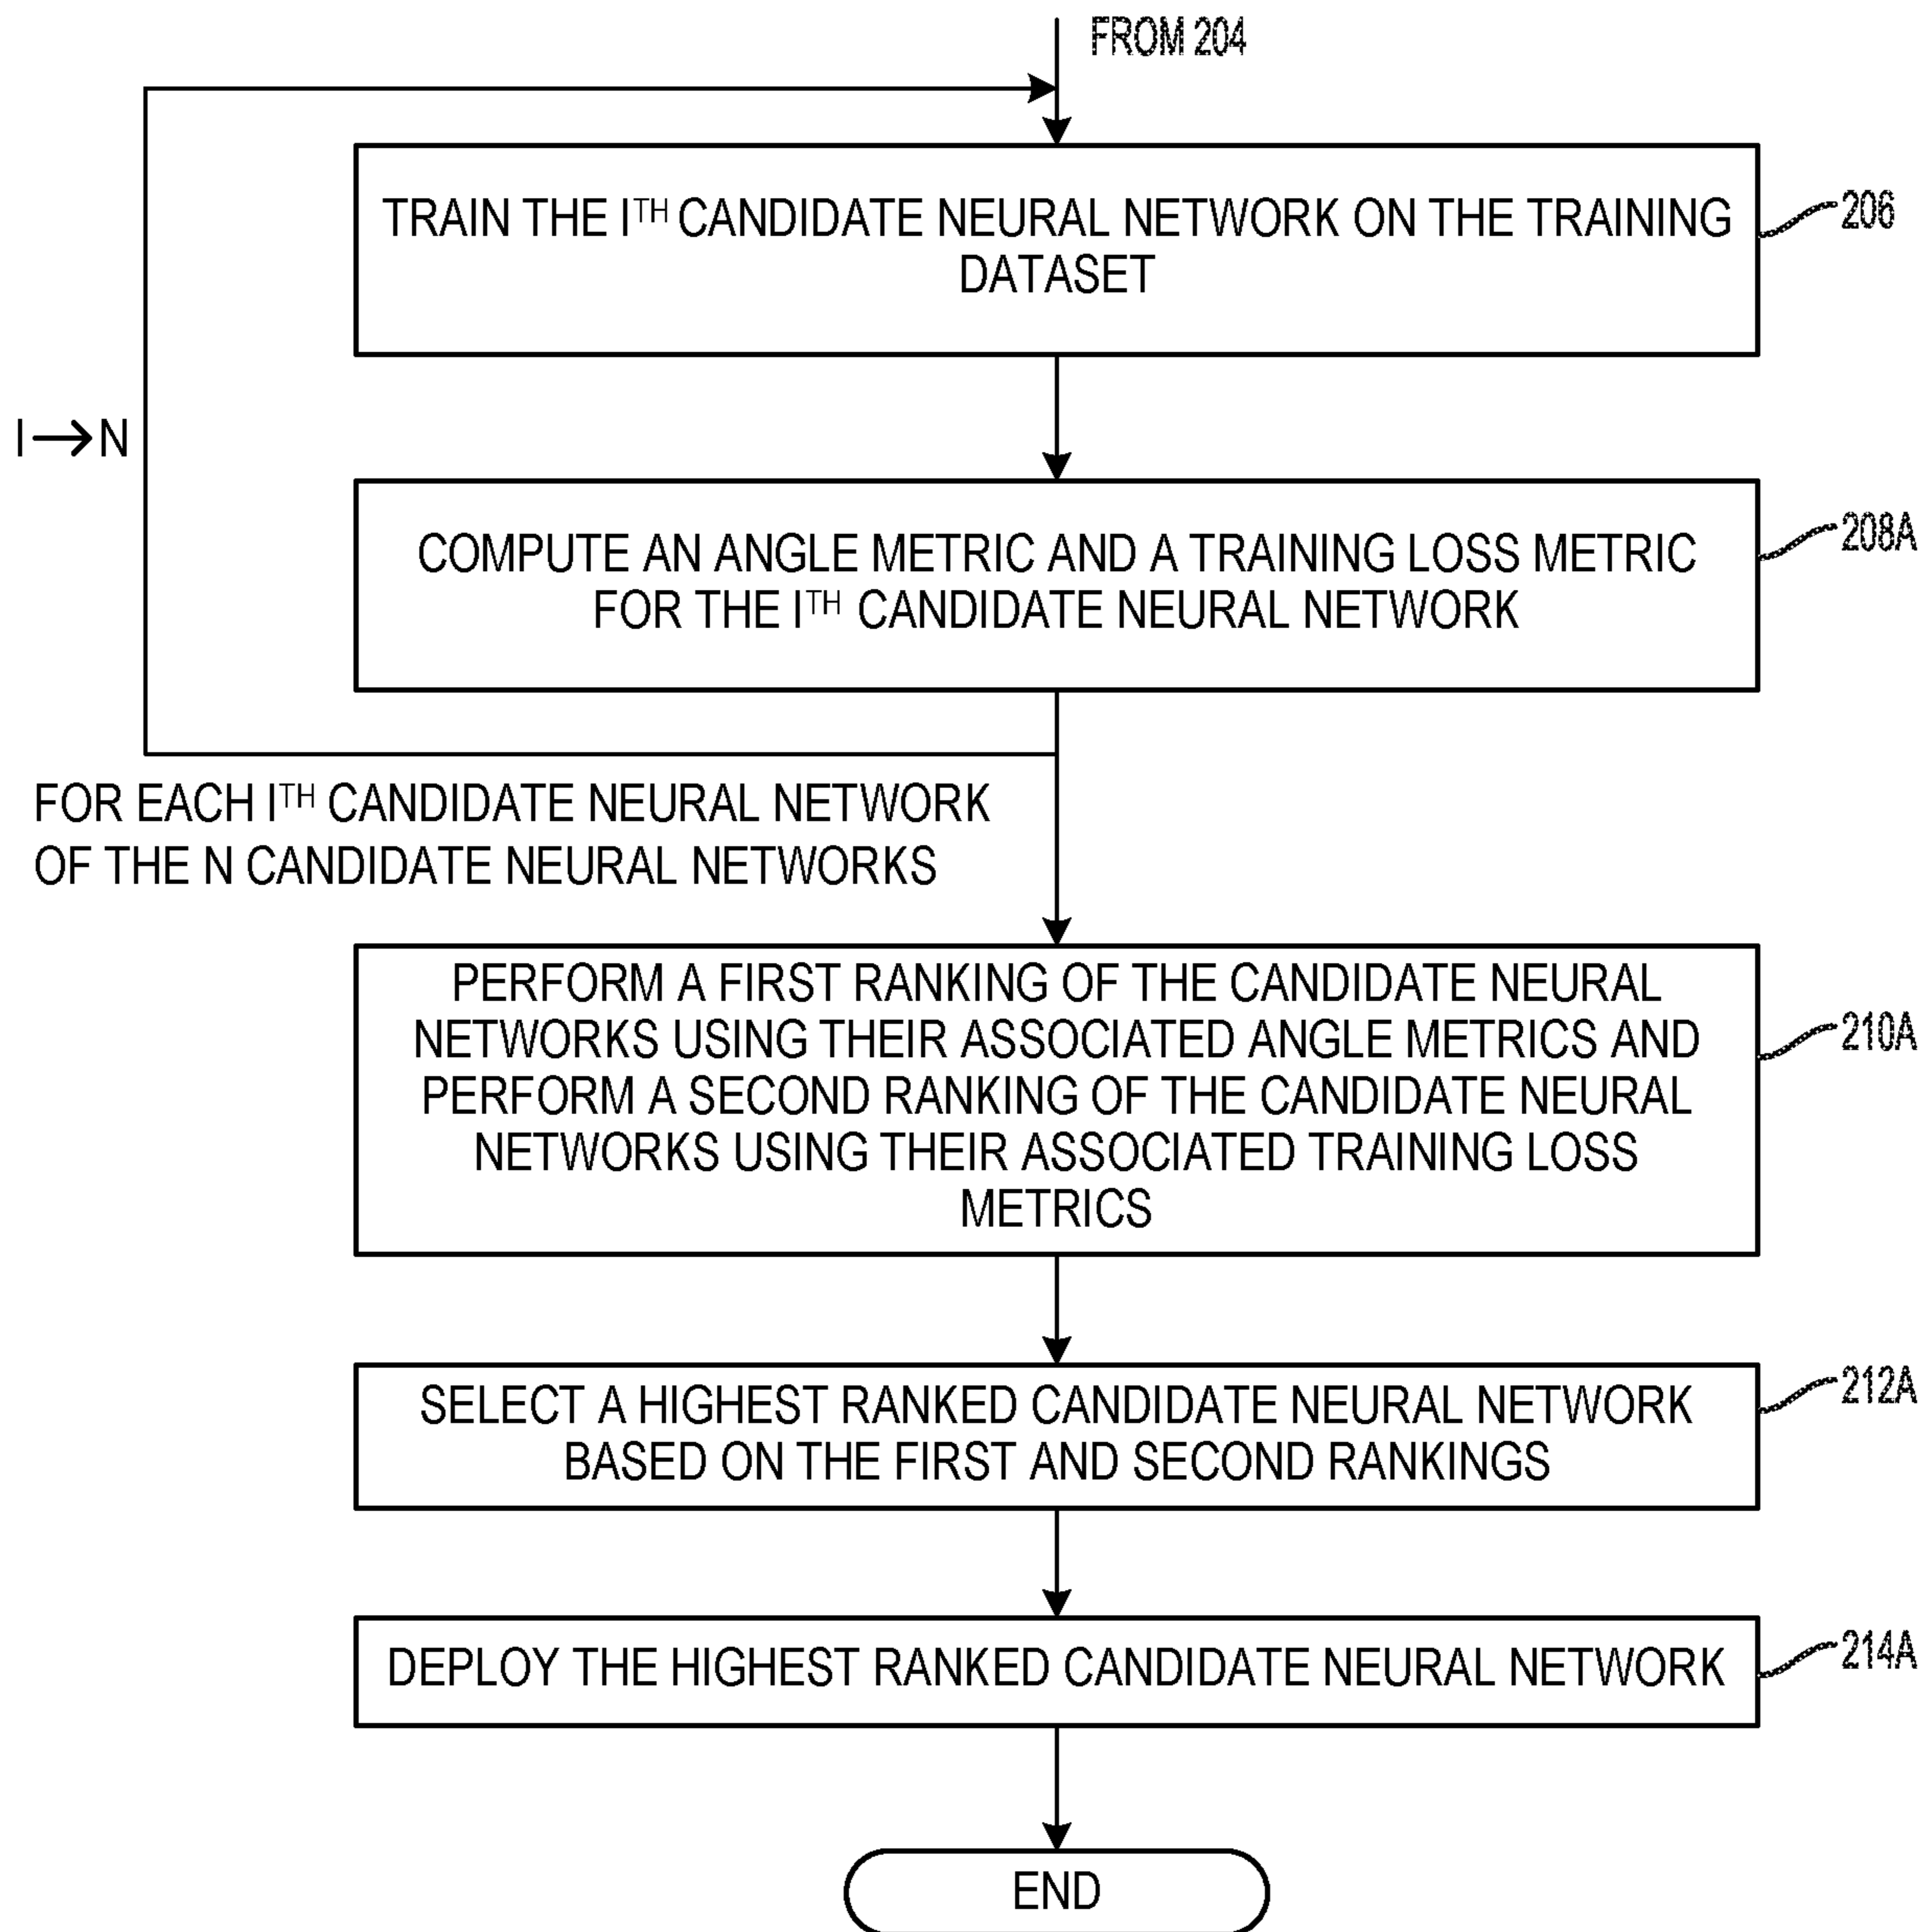 FROM 204
TRAIN THE ITH CANDIDATE NEURAL NETWORK ON THE TRAINING
DATASET
206
I→N
COMPUTE AN ANGLE METRIC AND A TRAINING LOSS METRIC
FOR THE ITH CANDIDATE NEURAL NETWORK
208A
FOR EACH ITH CANDIDATE NEURAL NETWORK
OF THE N CANDIDATE NEURAL NETWORKS
PERFORM A FIRST RANKING OF THE CANDIDATE NEURAL
NETWORKS USING THEIR ASSOCIATED ANGLE METRICS AND
PERFORM A SECOND RANKING OF THE CANDIDATE NEURAL
NETWORKS USING THEIR ASSOCIATED TRAINING LOSS
METRICS
210A
SELECT A HIGHEST RANKED CANDIDATE NEURAL NETWORK
BASED ON THE FIRST AND SECOND RANKINGS
212A
DEPLOY THE HIGHEST RANKED CANDIDATE NEURAL NETWORK
214A
END